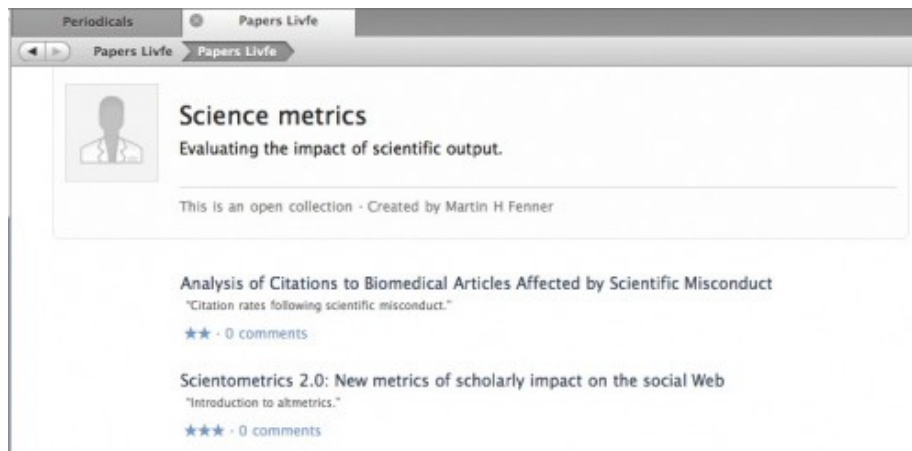 Periodicals Papers Livfe
Papers Livfe Papers Livfe
Science metrics
Evaluating the impact of scientific output.
This is an open collection · Created by Martin H Fenner
Analysis of Citations to Biomedical Articles Affected by Scientific Misconduct
"Citation rates following scientific misconduct."
★★ · 0 comments
Scientometrics 2.0: New metrics of scholarly impact on the social Web
"Introduction to altmetrics."
★★★ · 0 comments